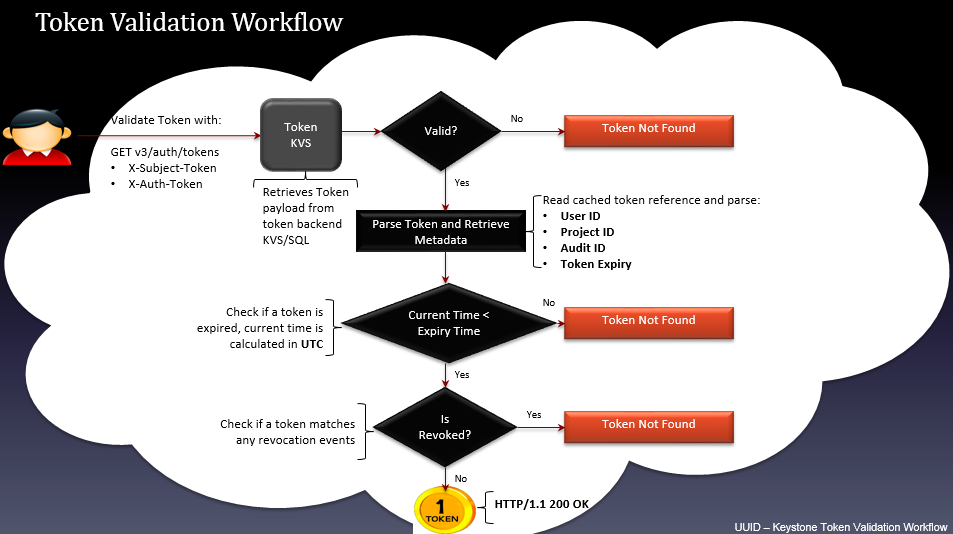 Token Validation Workflow
Validate Token with:
GET v3/auth/tokens
• X-Subject-Token
• X-Auth-Token
Token
KVS
Retrieves Token
payload from
token backend
KVS/SQL
Valid?
No
Token Not Found
Yes
Parse Token and Retrieve
Metadata
Read cached token reference and parse:
• User ID
• Project ID
• Audit ID
• Token Expiry
Check if a token is
expired, current time is
calculated in UTC
Current Time <
Expiry Time
No
Token Not Found
Yes
Check if a token matches
any revocation events
Is
Revoked?
Yes
Token Not Found
No
1
TOKEN
HTTP/1.1 200 OK
UUID – Keystone Token Validation Workflow